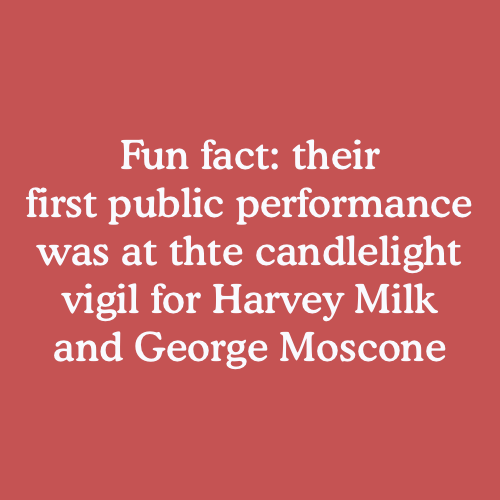 Fun fact: their
first public performance
was at thte candlelight
vigil for Harvey Milk
and George Moscone